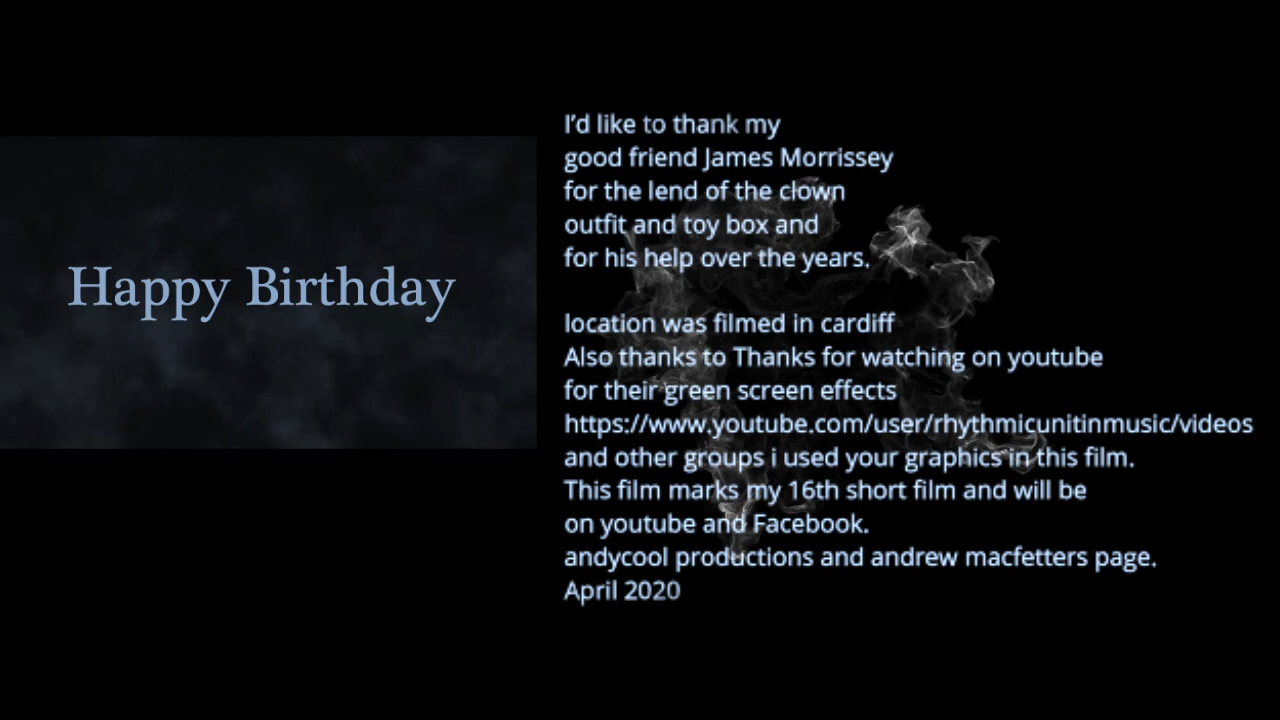 Happy Birthday
I'd like to thank my
good friend James Morrissey
for the lend of the clown
outfit and toy box and
for his help over the years.
location was filmed in cardiff
Also thanks to Thanks for watching on youtube
for their green screen effects
https://www.youtube.com/user/rhythmicunitinmusic/videos
and other groups i used your graphics in this film.
This film marks my 16th short film and will be
on youtube and Facebook.
andycool productions and andrew macfetters page.
April 2020